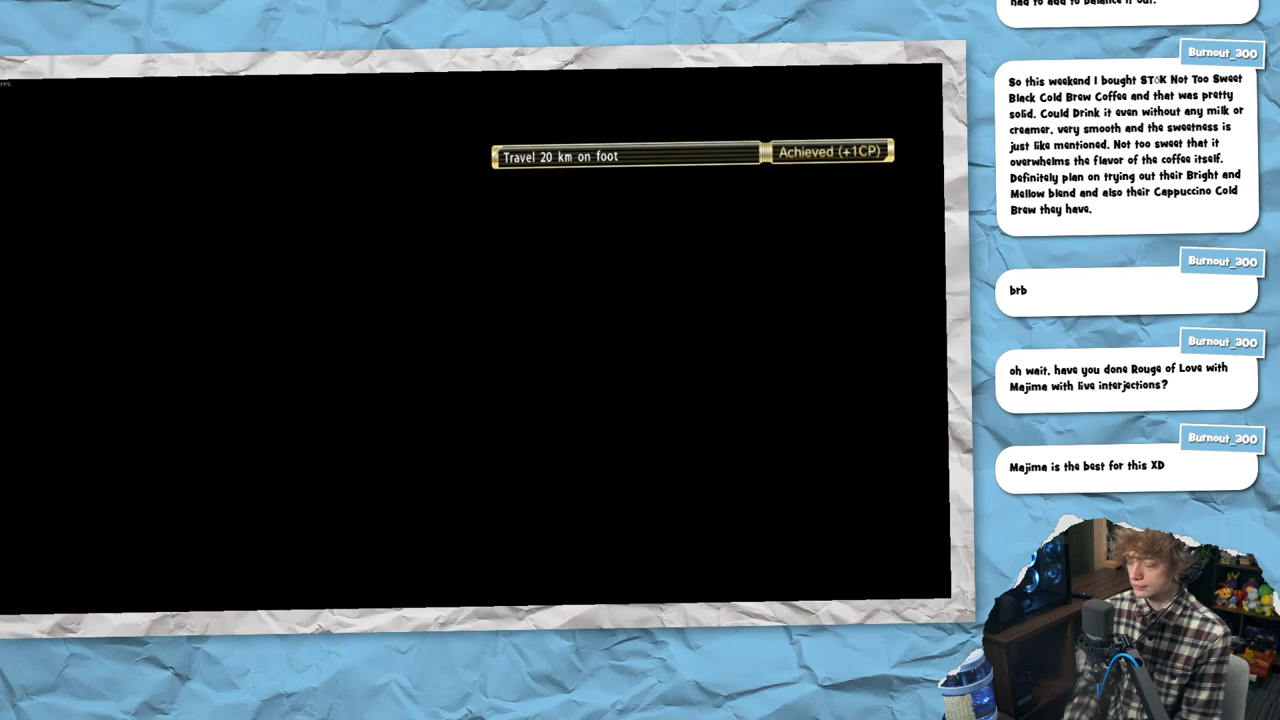 had to add to balance it out.
Burnout_300
So this weekend I bought STōK Not Too Sweet
Black Cold Brew Coffee and that was pretty
solid. Could Drink it even without any milk or
creamer, very smooth and the sweetness is
just like mentioned. Not too sweet that it
overwhelms the flavor of the coffee itself.
Definitely plan on trying out their Bright and
Mellow blend and also their Cappuccino Cold
Brew they have.
Travel 20 km on foot
Achieved (+1CP)
Burnout_300
brb
Burnout_300
oh wait, have you done Rouge of Love with
Majima with live interjections?
Burnout_300
Majima is the best for this XD